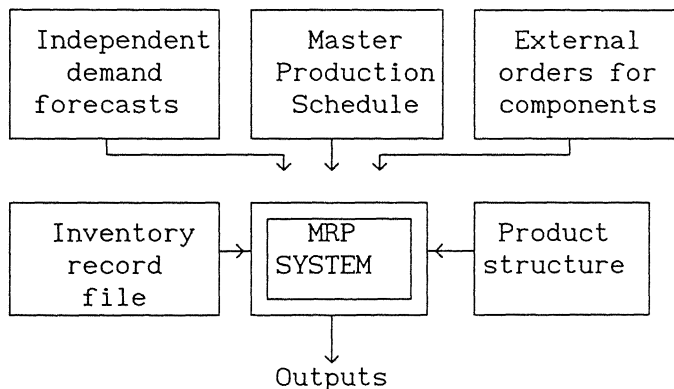 Independent
demand
forecasts
Master
Production
Schedule
External
orders for
components
Inventory
record
file
MRP
SYSTEM
Product
structure
Outputs